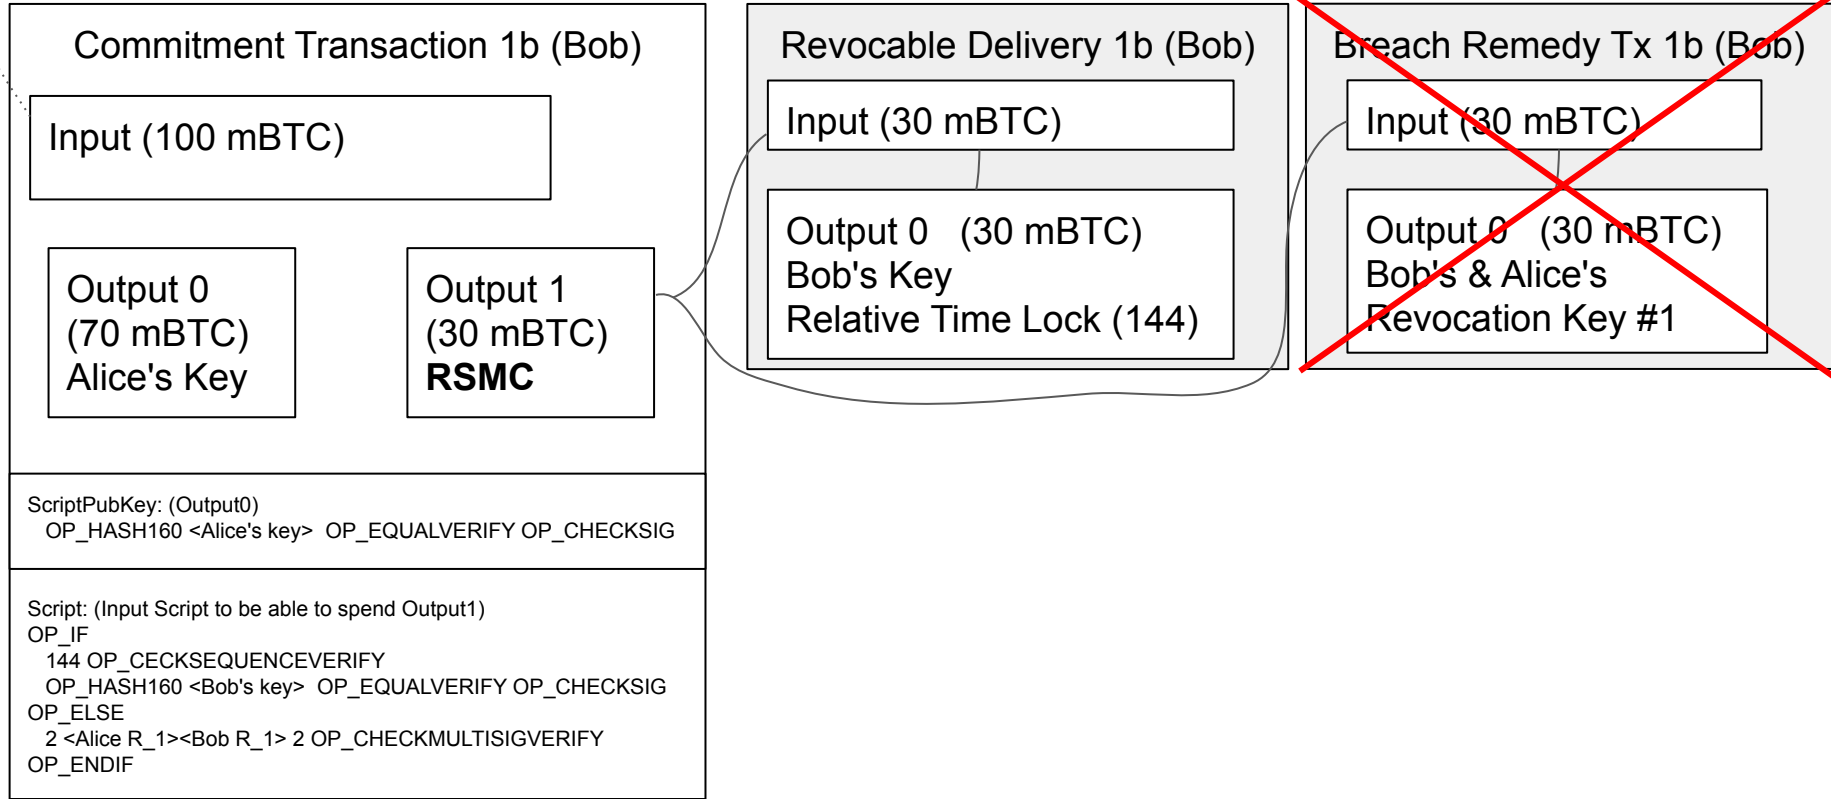 Commitment Transaction 1b (Bob)
Input (100 mBTC)
Output 0
(70 mBTC)
Alice's Key
Output 1
(30 mBTC)
RSMC
ScriptPubKey: (Output0)
OP_HASH160 <Alice's key> OP_EQUALVERIFY OP_CHECKSIG
Script: (Input Script to be able to spend Output1)
OP_IF
144 OP_CECKSEQUENCEVERIFY
OP_HASH160 <Bob's key> OP_EQUALVERIFY OP_CHECKSIG
OP_ELSE
2 <Alice R_1><Bob R_1> 2 OP_CHECKMULTISIGVERIFY
OP_ENDIF
Revocable Delivery 1b (Bob)
Input (30 mBTC)
Output 0 (30 mBTC)
Bob's Key
Relative Time Lock (144)
Breach Remedy Tx 1b (Bob)
Input (30 mBTC)
Output 0 (30 mBTC)
Bob's & Alice's
Revocation Key #1